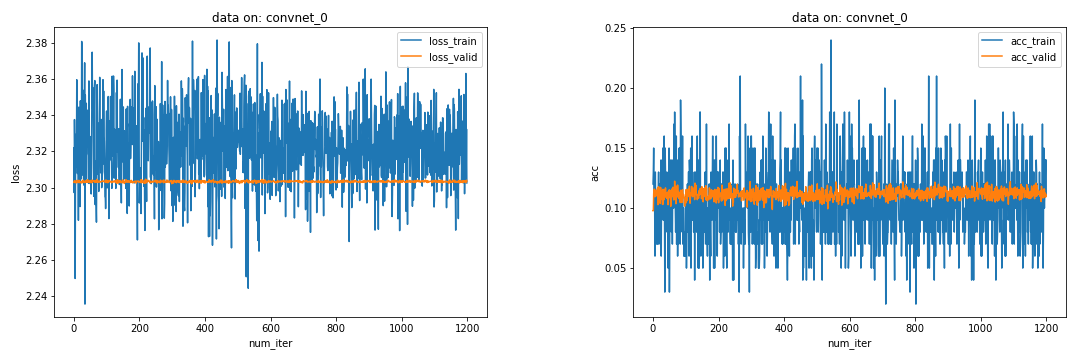 data on: convnet_0
2.38
2.36
2.34
2.32
2.30
2.28
2.26
2.24
loss
loss_train
loss_valid
0
200
400
600
800
1000
1200
num_iter
data on: convnet_0
0.25
0.20
0.15
0.10
0.05
acc
acc_train
acc_valid
0
200
400
600
800
1000
1200
num_iter